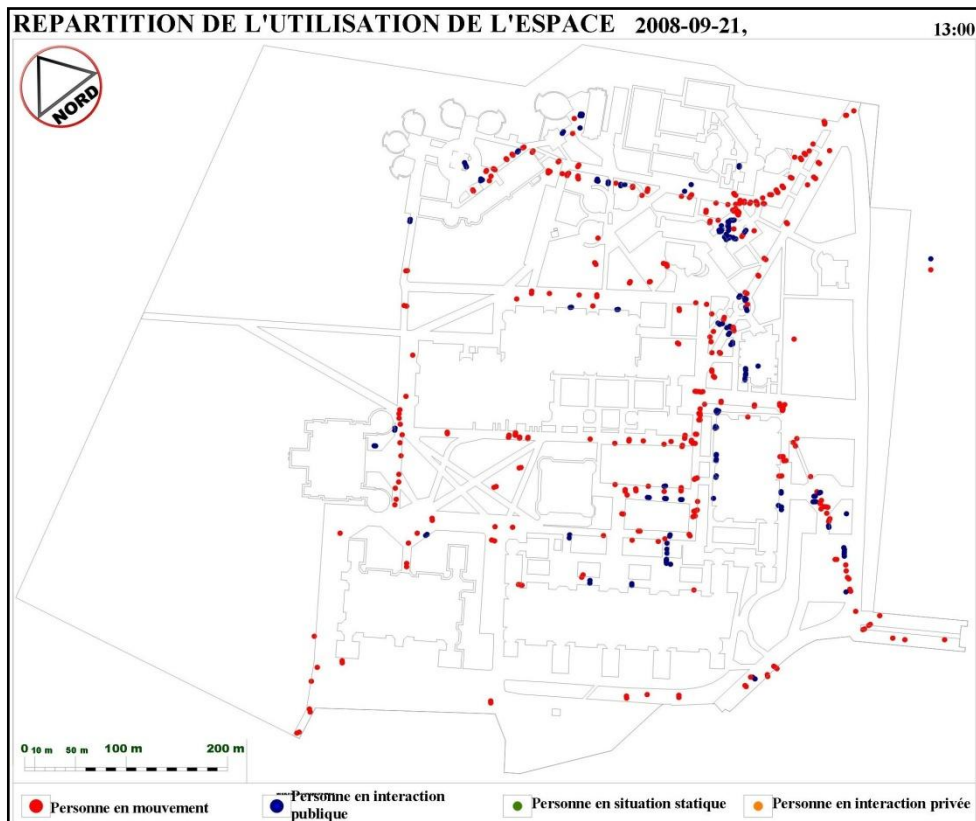 REPARTITION DE L'UTILISATION DE L'ESPACE 2008-09-21, 13:00
NORD
0 10 m 50 m 100 m 200 m
Personne en mouvement
Personne en interaction publique
Personne en situation statique
Personne en interaction privée